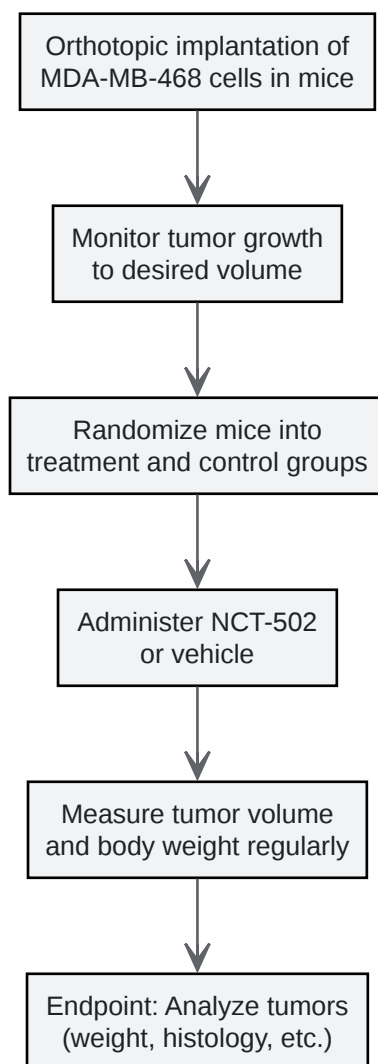 Orthotopic implantation of
MDA-MB-468 cells in mice
Monitor tumor growth
to desired volume
Randomize mice into
treatment and control groups
Administer NCT-502
or vehicle
Measure tumor volume
and body weight regularly
Endpoint: Analyze tumors
(weight, histology, etc.)